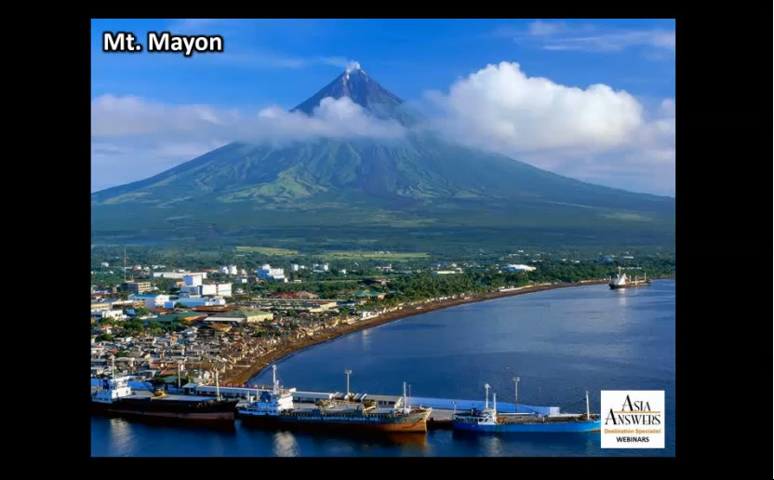 Mt. Mayon
ASIA
ANSWERS
Destination Specialist
WEBINARS